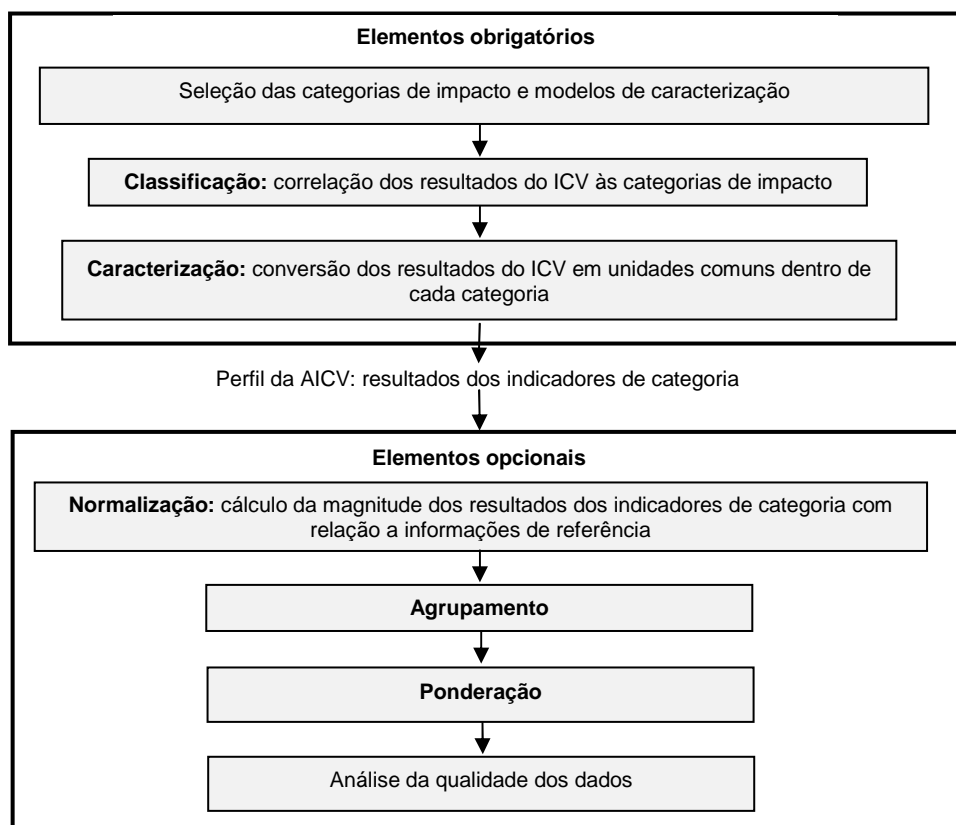 Elementos obrigatórios
Seleção das categorias de impacto e modelos de caracterização
Classificação: correlação dos resultados do ICV às categorias de impacto
Caracterização: conversão dos resultados do ICV em unidades comuns dentro de
cada categoria
Perfil da AICV: resultados dos indicadores de categoria
Elementos opcionais
Normalização: cálculo da magnitude dos resultados dos indicadores de categoria com
relação a informações de referência
Agrupamento
Ponderação
Análise da qualidade dos dados